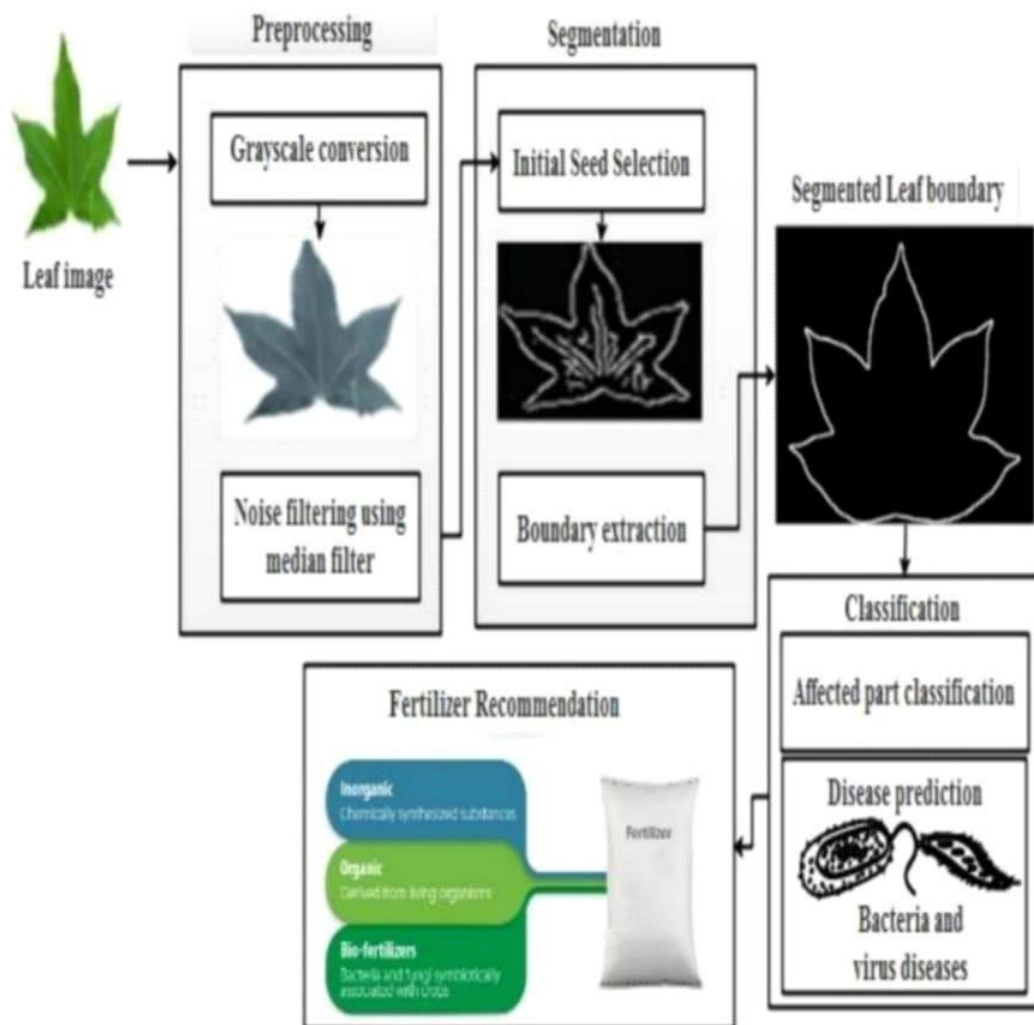 Preprocessing
Segmentation
Grayscale conversion
Initial Seed Selection
Segmented Leaf boundary
Leaf image
Noise filtering using
median filter
Boundary extraction
Classification
Affected part classification
Fertilizer Recommendation
Inorganic
Chemically synthesized substances
Organic
Derived from living organisms
Bio-fertilizers
Bacteria and fungi symbiotically
associated with crops
Fertilizer
Disease prediction
Bacteria and
virus diseases